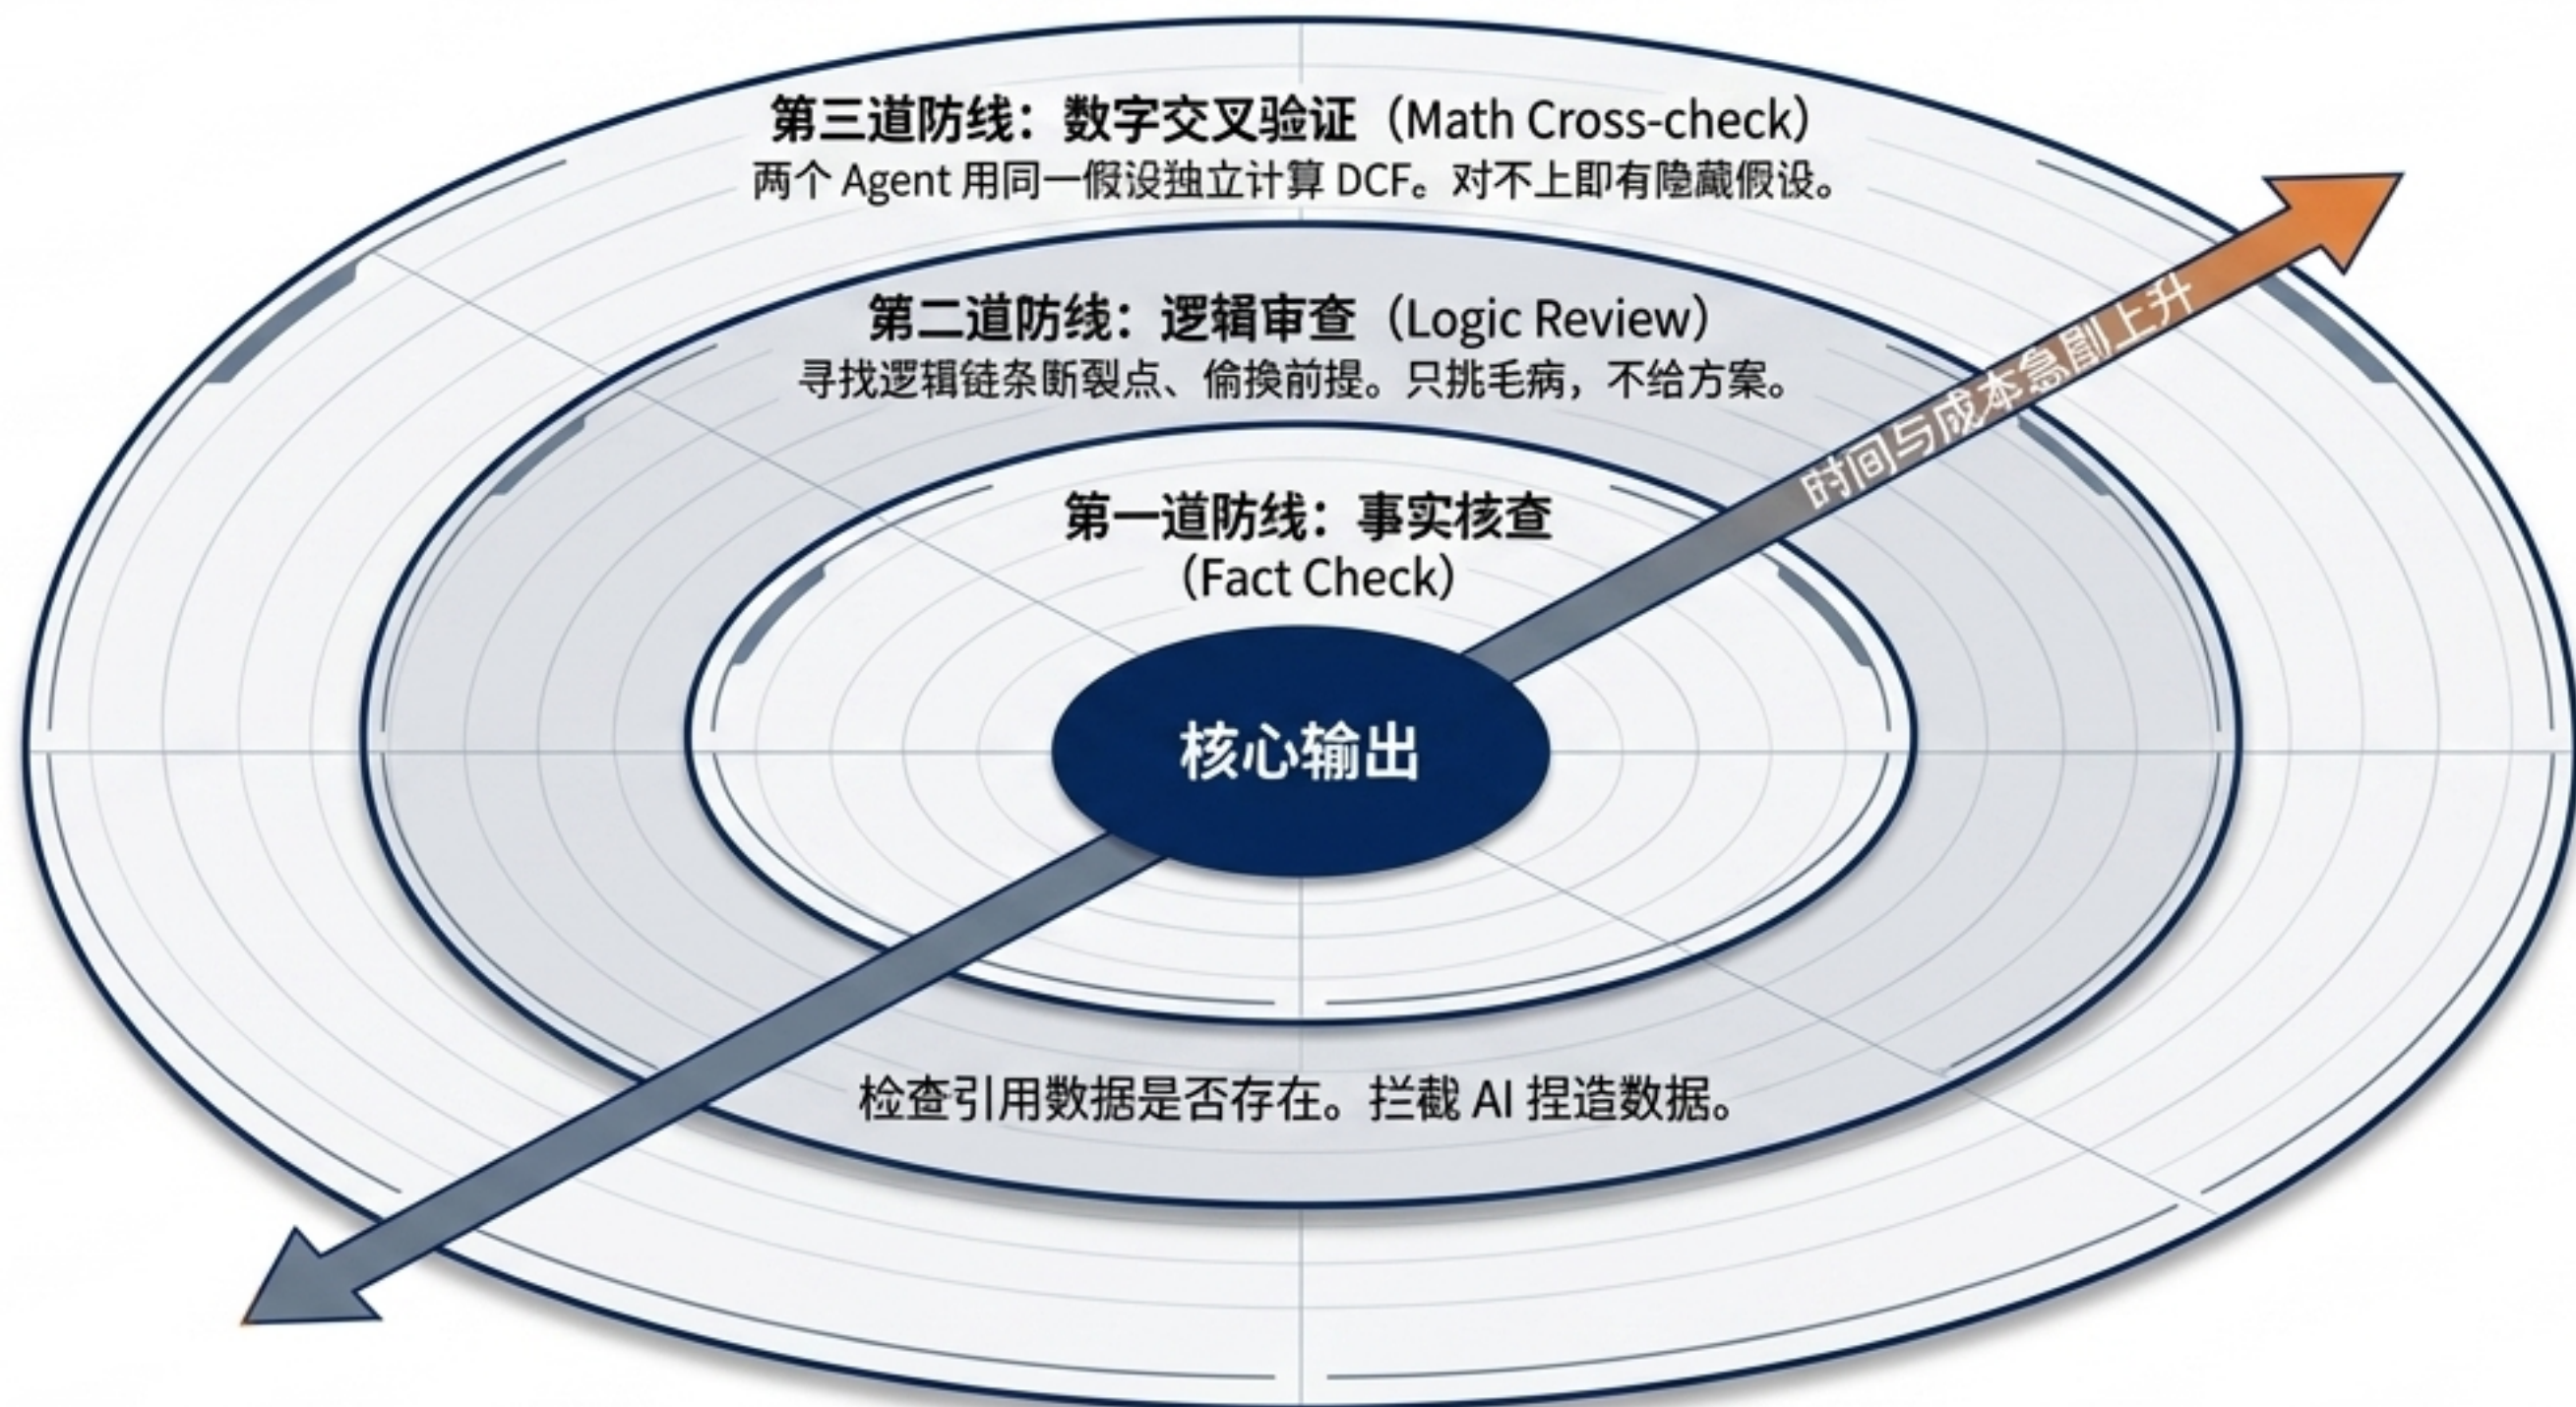 第三道防线：数字交叉验证（Math Cross-check）
两个 Agent 用同一假设独立计算 DCF。对不上即有隐藏假设。
第二道防线：逻辑审查（Logic Review）
寻找逻辑链条断裂点、偷换前提。只挑毛病，不给方案。
时间与成本急剧上升
第一道防线：事实核查
（Fact Check）
核心输出
检查引用数据是否存在。拦截 AI 捏造数据。